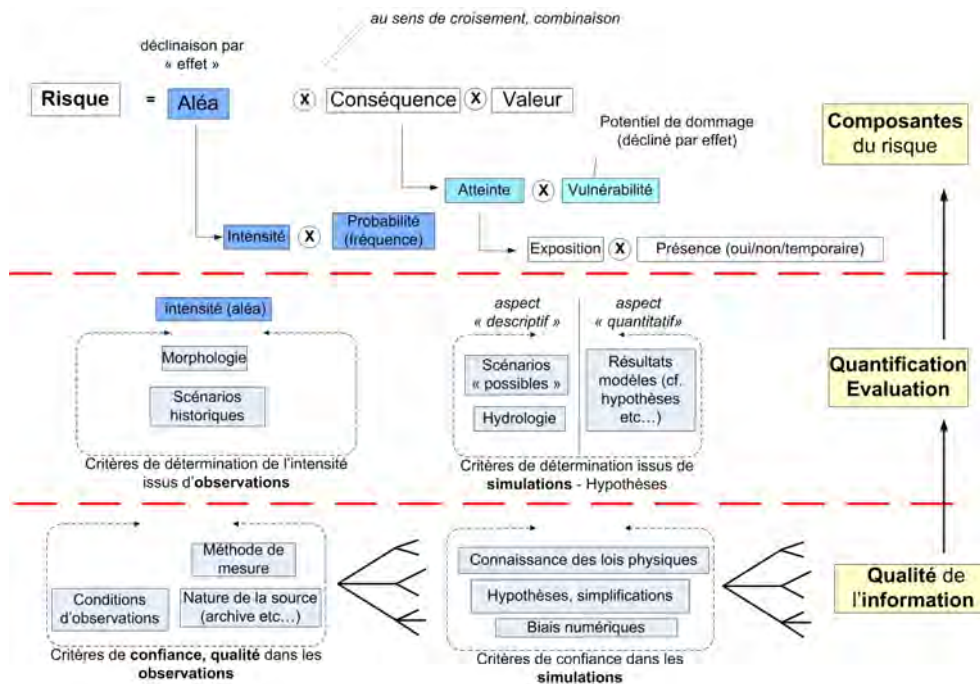 au sens de croisement, combinaison
déclinaison par
« effet »
Risque = Aléa X Conséquence X Valeur
Potentiel de dommage
(décliné par effet)
Composantes
du risque
Atteinte X Vulnérabilité
Intensité X Probabilité
(fréquence)
Exposition X Présence (oui/non/temporaire)
Intensité (aléa)
Morphologie
Scénarios
historiques
Critères de détermination de l'intensité
issus d'observations
aspect
« descriptif »
aspect
« quantitatif»
Scénarios
« possibles »
Hydrologie
Résultats
modèles (cf.
hypothèses
etc…)
Critères de détermination issus de
simulations - Hypothèses
Quantification
Evaluation
Méthode de
mesure
Conditions
d'observations
Nature de la source
(archive etc…)
Critères de confiance, qualité dans les
observations
Connaissance des lois physiques
Hypothèses, simplifications
Biais numériques
Critères de confiance dans les
simulations
Qualité de
l'information